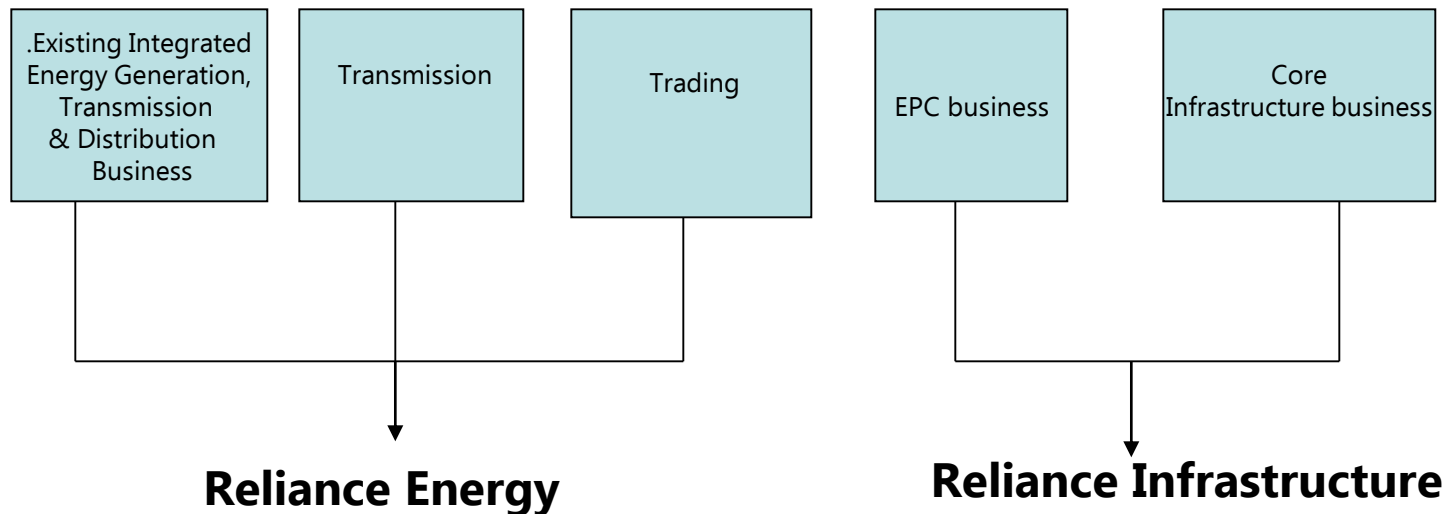 .Existing Integrated
Energy Generation,
Transmission
& Distribution
Business
Transmission
Trading
EPC business
Core
Infrastructure business
Reliance Energy
Reliance Infrastructure